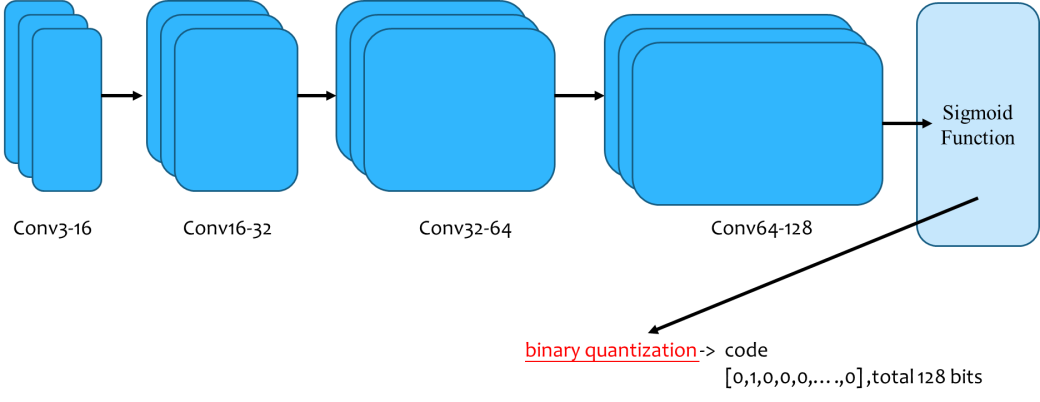 Sigmoid
Function
Conv3-16
Conv16-32
Conv32-64
Conv64-128
binary quantization-> code
[0,1,0,0,0,... .,0] ,total 128 bits